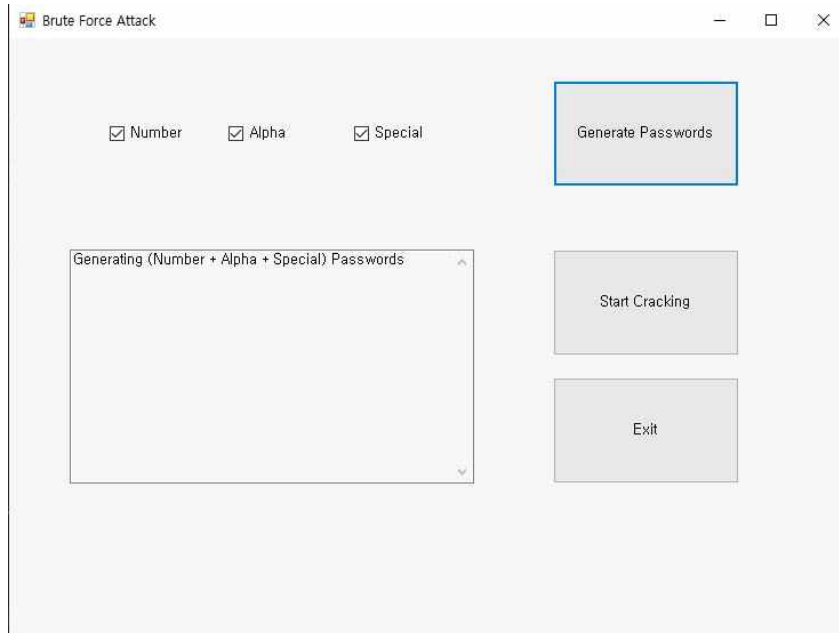 Brute Force Attack
Number Alpha Special
Generate Passwords
Generating (Number + Alpha + Special) Passwords
Start Cracking
Exit